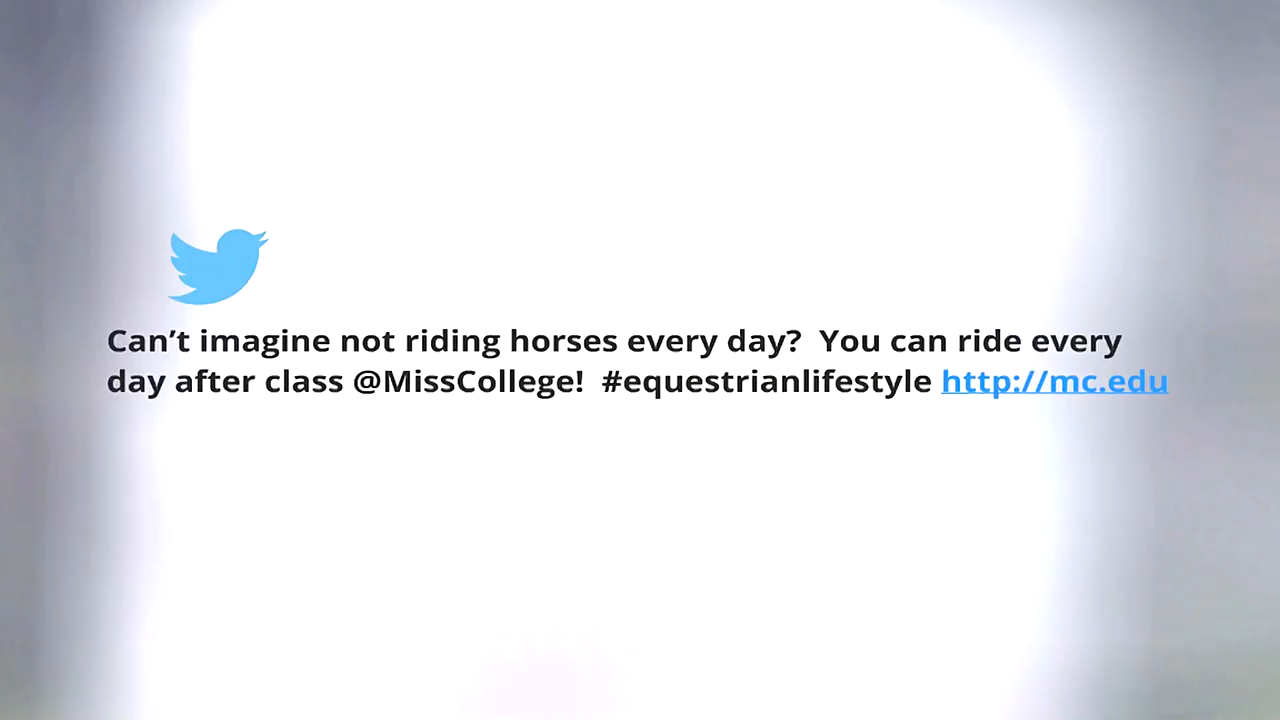 Can’t imagine not riding horses every day?  You can ride every
day after class @MissCollege!  #equestrianlifestyle http://mc.edu